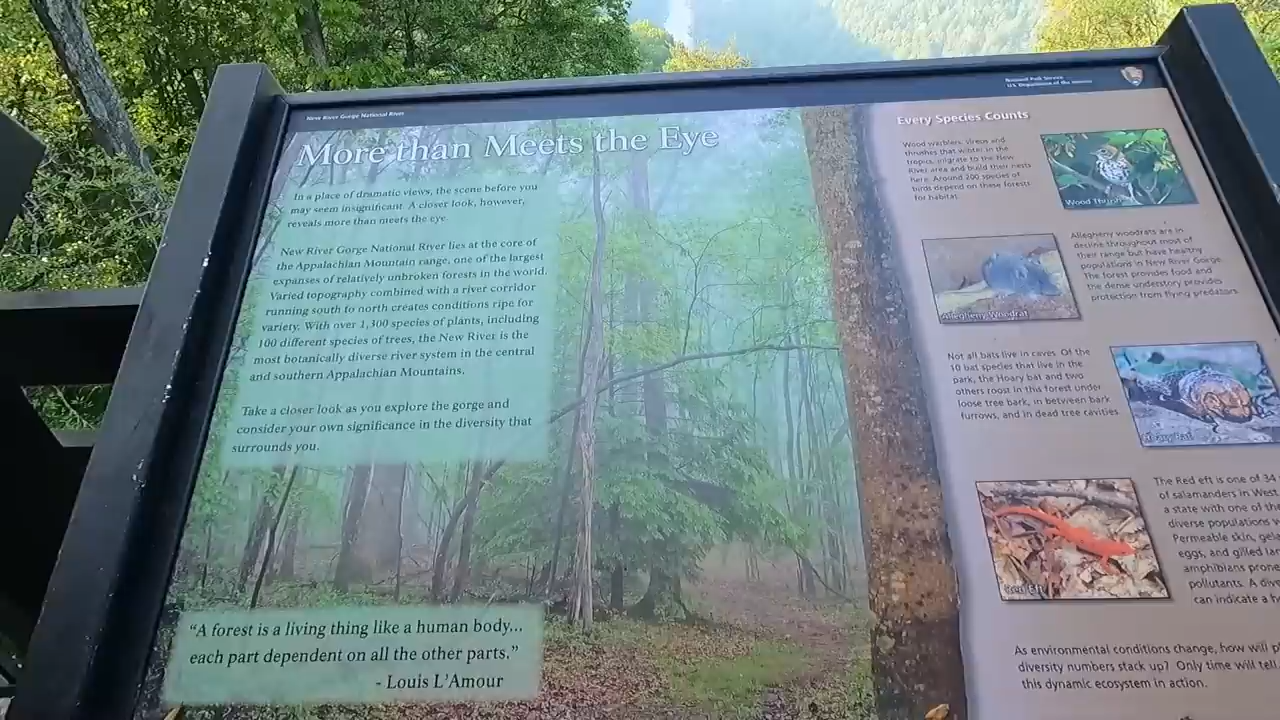 New River Gorge National River
National Park Service
U.S. Department of the Interior
More than Meets the Eye
In a place of dramatic views, the scene before you
may seem insignificant. A closer look, however,
reveals more than meets the eye.
New River Gorge National River lies at the core of
the Appalachian Mountain range, one of the largest
expanses of relatively unbroken forests in the world.
Varied topography combined with a river corridor
running south to north creates conditions ripe for
variety. With over 1,300 species of plants, including
100 different species of trees, the New River is the
most botanically diverse river system in the central
and southern Appalachian Mountains.
Take a closer look as you explore the gorge and
consider your own significance in the diversity that
surrounds you.
"A forest is a living thing like a human body...
each part dependent on all the other parts."
- Louis L'Amour
Every Species Counts
Wood warblers, vireos and
thrushes that winter in the
tropics, migrate to the New
River area and build their nests
here. Around 200 species of
birds depend on these forests
for habitat.
Wood Thrush
Allegheny Woodrat
Allegheny woodrats are in
decline throughout most of
their range but have healthy
populations in New River Gorge.
The forest provides food and
the dense understory provides
protection from flying predators.
Not all bats live in caves. Of the
10 bat species that live in the
park, the Hoary bat and two
others roost in this forest under
loose tree bark, in between bark
furrows, and in dead tree cavities.
Hoary Bat
Red Eft
The Red eft is one of 34
of salamanders in West
a state with one of th
diverse populations
Permeable skin, gela
eggs, and gilled la
amphibians prone
pollutants. A dive
can indicate a h
As environmental conditions change, how will
diversity numbers stack up? Only time will tell
this dynamic ecosystem in action.